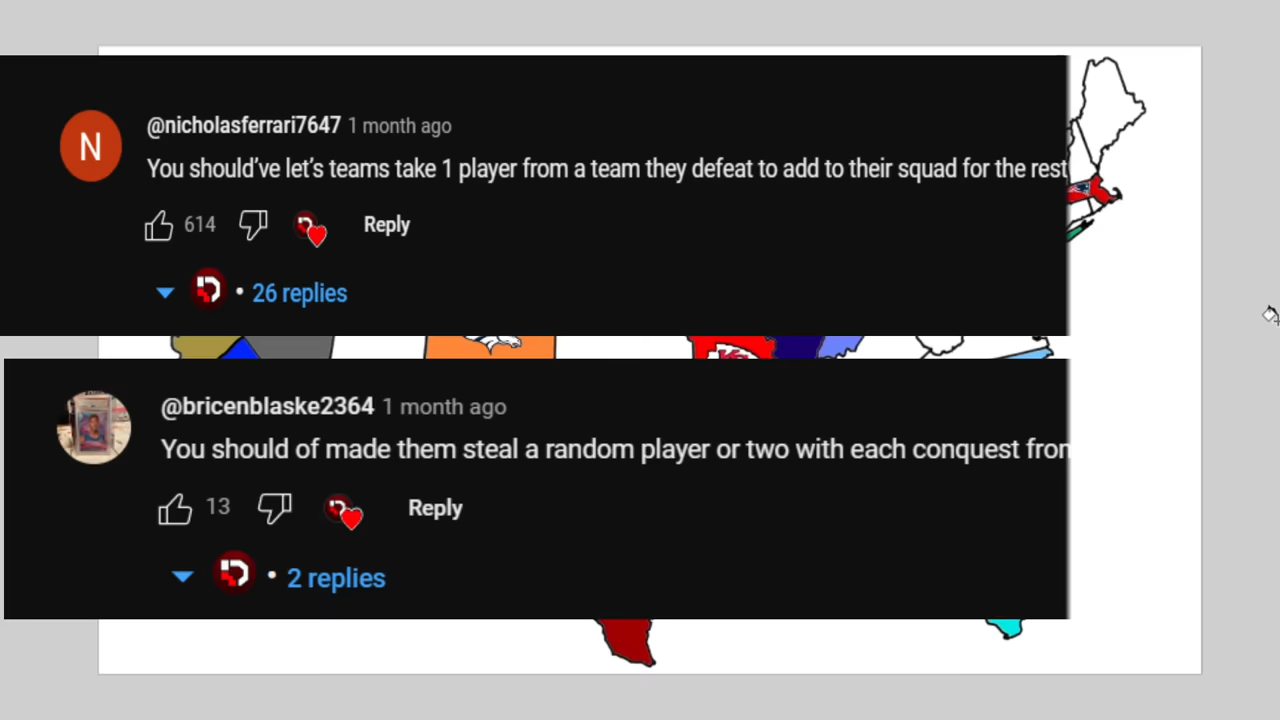 N
@nicholasferrari7647 1 month ago
You should've let's teams take 1 player from a team they defeat to add to their squad for the rest
614 Reply
• 26 replies
@bricenblaske2364 1 month ago
You should of made them steal a random player or two with each conquest from
13 Reply
• 2 replies